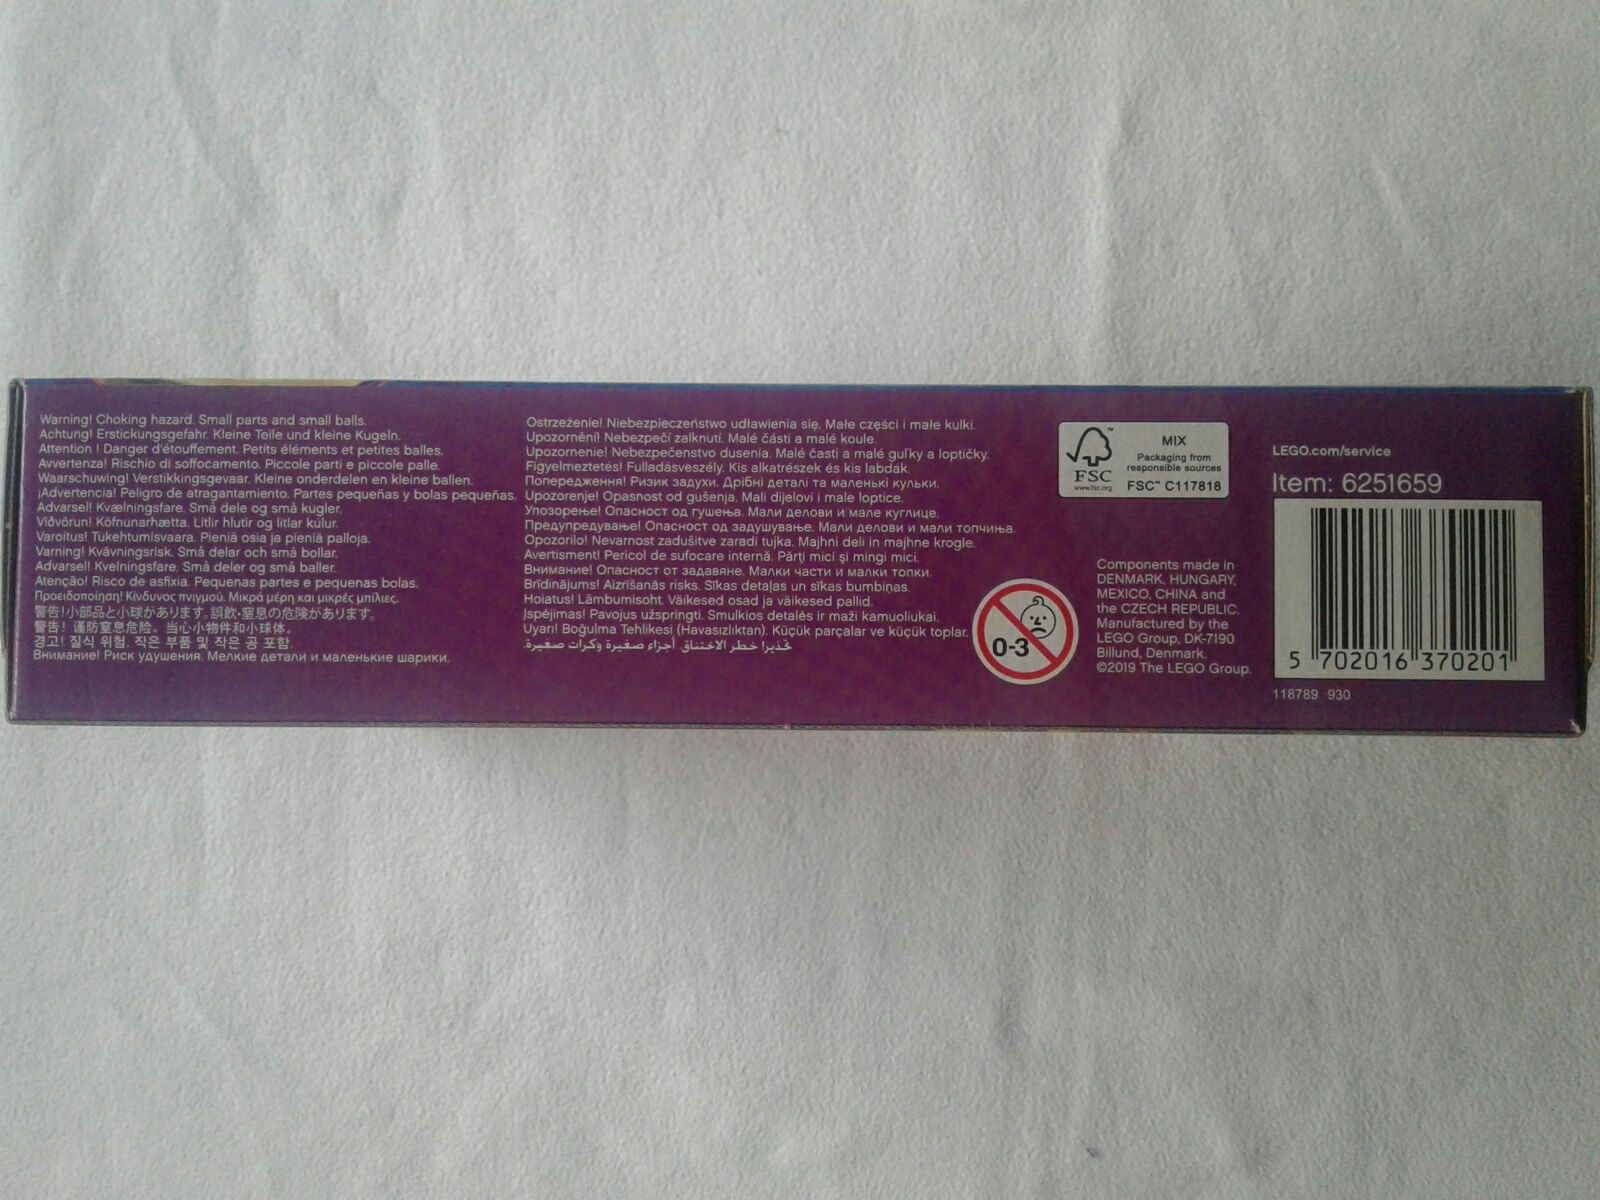 Warning! Choking hazard. Small parts and small balls.
Achtung! Erstickungsgefahr. Kleine Teile und kleine Kugeln.
Attention ! Danger d'étouffement. Petits éléments et petites balles.
Avvertenza! Rischio di soffocamento. Piccole parti e piccole palle.
Waarschuwing! Verstikkingsgevaar. Kleine onderdelen en kleine ballen.
¡Advertencia! Peligro de atragantamiento. Partes pequeñas y bolas pequeñas.
Advarsel! Kvælningsfare. Små dele og små kugler.
Viðvörun! Köfnunarhætta. Litlir hlutir og litlar kúlur.
Varoitus! Tukehtumisvaara. Pieniä osia ja pieniä palloja.
Varning! Kvävningsrisk. Små delar och små bollar.
Advarsel! Kvelningsfare. Små deler og små baller.
Atenção! Risco de asfixia. Pequenas partes e pequenas bolas.
Προειδοποίηση! Κίνδυνος πνιγμού. Μικρά μέρη και μικρές μπίλιες.
警告!小部品と小球があります。誤飲・窒息の危険があります。
警告! 谨防窒息危险。当心小物件和小球体。
경고! 질식 위험. 작은 부품 및 작은 공 포함.
Внимание! Риск удушения. Мелкие детали и маленькие шарики.
Ostrzeżenie! Niebezpieczeństwo udławienia się. Małe części i małe kulki.
Upozornění! Nebezpečí zalknutí. Malé části a malé koule.
Upozornenie! Nebezpečenstvo dusenia. Malé časti a malé guľky a loptičky.
Figyelmeztetés! Fulladásveszély. Kis alkatrészek és kis labdák.
Попередження! Ризик задухи. Дрібні деталі та маленькі кульки.
Upozorenje! Opasnost od gušenja. Mali dijelovi i male loptice.
Упозорење! Опасност од гушења. Мали делови и мале куглице.
Предупредување! Опасност од задушување. Мали делови и мали топчиња.
Opozorilo! Nevarnost zadušitve zaradi tujka. Majhni deli in majhne krogle.
Avertisment! Pericol de sufocare internă. Părți mici și mingi mici.
Внимание! Опасност от задавяне. Малки части и малки топки.
Brīdinājums! Aizrīšanās risks. Sīkas detaļas un sīkas bumbiņas.
Hoiatus! Lämbumisoht. Väikesed osad ja väikesed pallid.
Įspėjimas! Pavojus užspringti. Smulkios detalės ir maži kamuoliukai.
Uyarı! Boğulma Tehlikesi (Havasızlıktan). Küçük parçalar ve küçük toplar.
تحذير! خطر الاختناق. أجزاء صغيرة وكرات صغيرة.
0-3
FSC
www.fsc.org
MIX
Packaging from
responsible sources
FSC™ C117818
Components made in
DENMARK, HUNGARY,
MEXICO, CHINA and
the CZECH REPUBLIC.
Manufactured by the
LEGO Group, DK-7190
Billund, Denmark.
©2019 The LEGO Group.
LEGO.com/service
Item: 6251659
5 702016 370201
118789 930